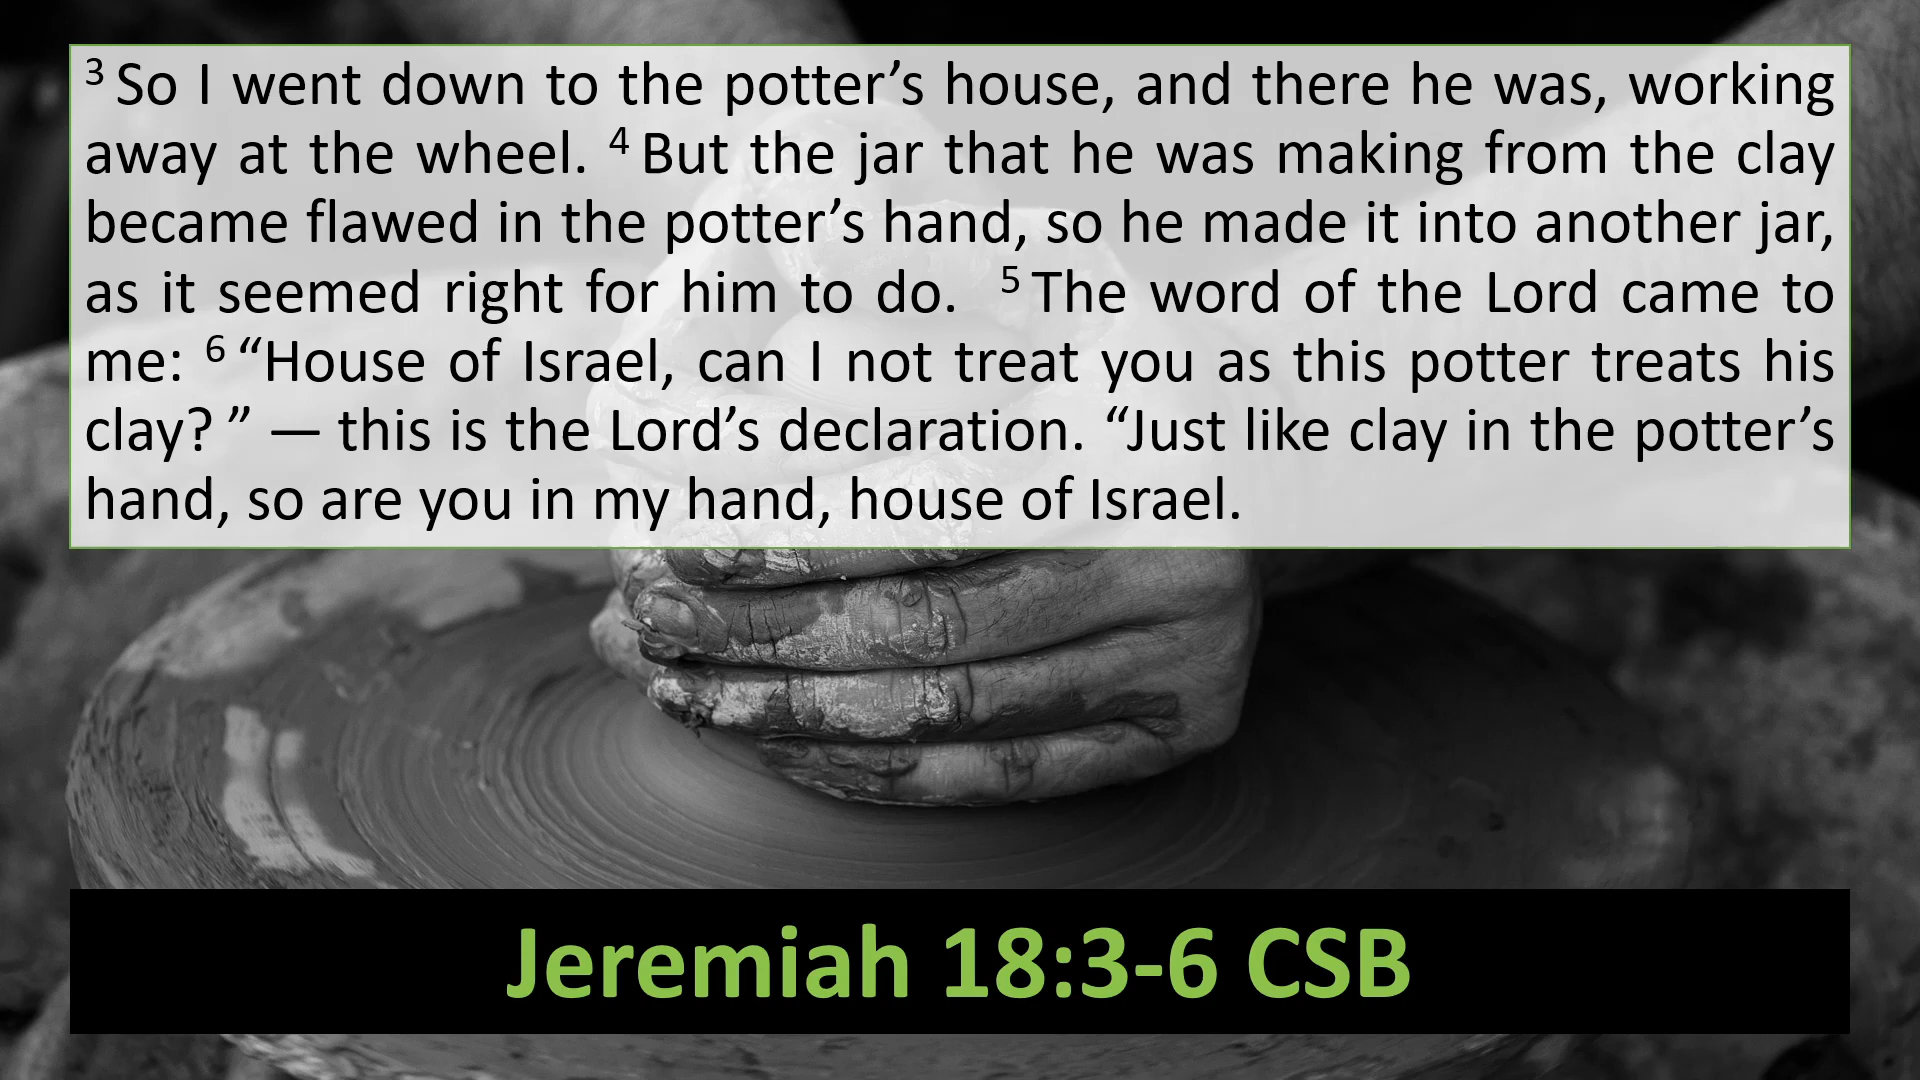 ³ So I went down to the potter’s house, and there he was, working
away at the wheel. ⁴ But the jar that he was making from the clay
became flawed in the potter’s hand, so he made it into another jar,
as it seemed right for him to do.  ⁵ The word of the Lord came to
me: ⁶ “House of Israel, can I not treat you as this potter treats his
clay? ” — this is the Lord’s declaration. “Just like clay in the potter’s
hand, so are you in my hand, house of Israel.
Jeremiah 18:3-6 CSB